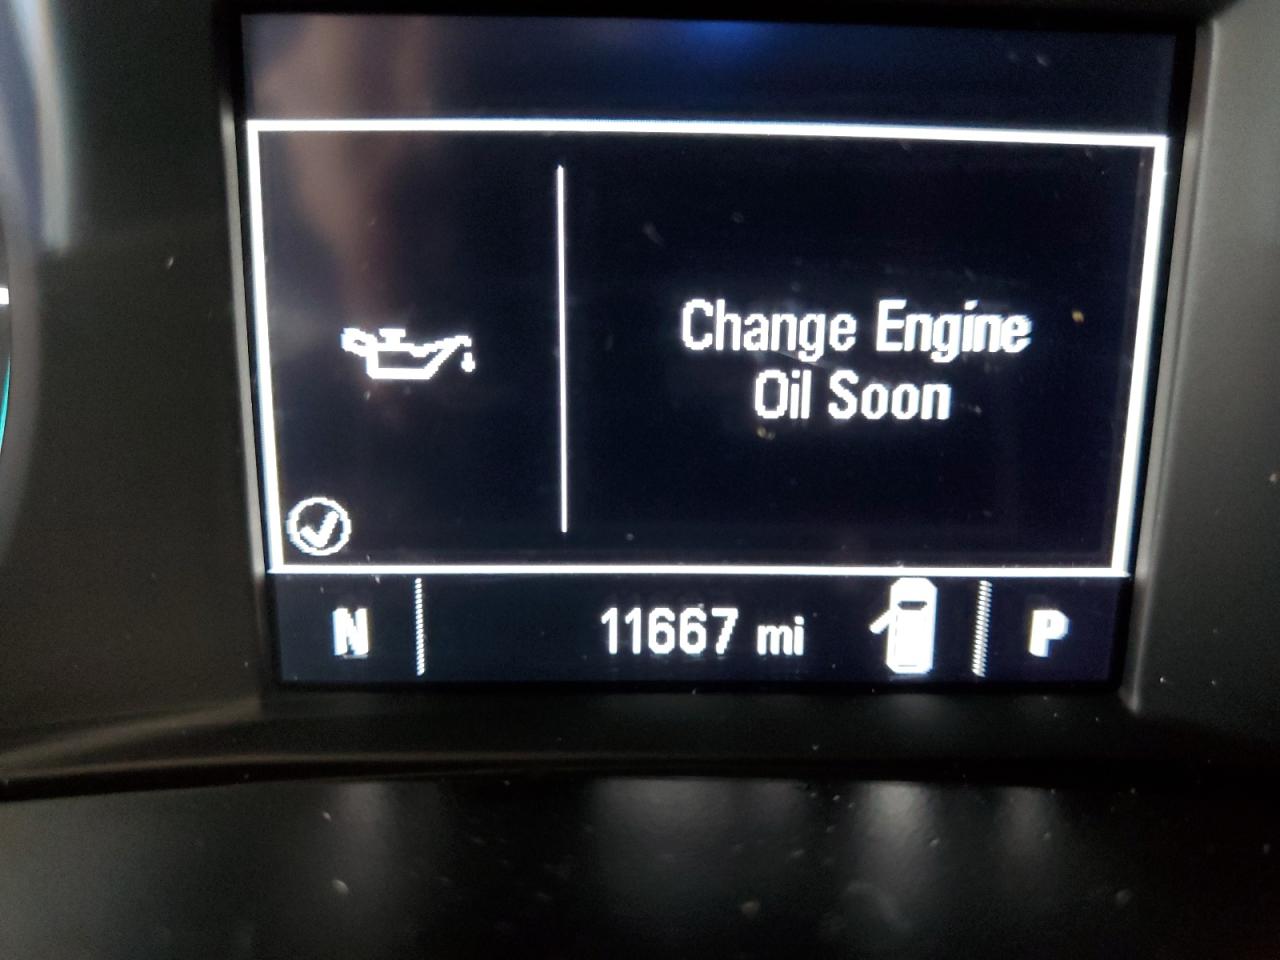 Change Engine
Oil Soon
N 11667 mi P